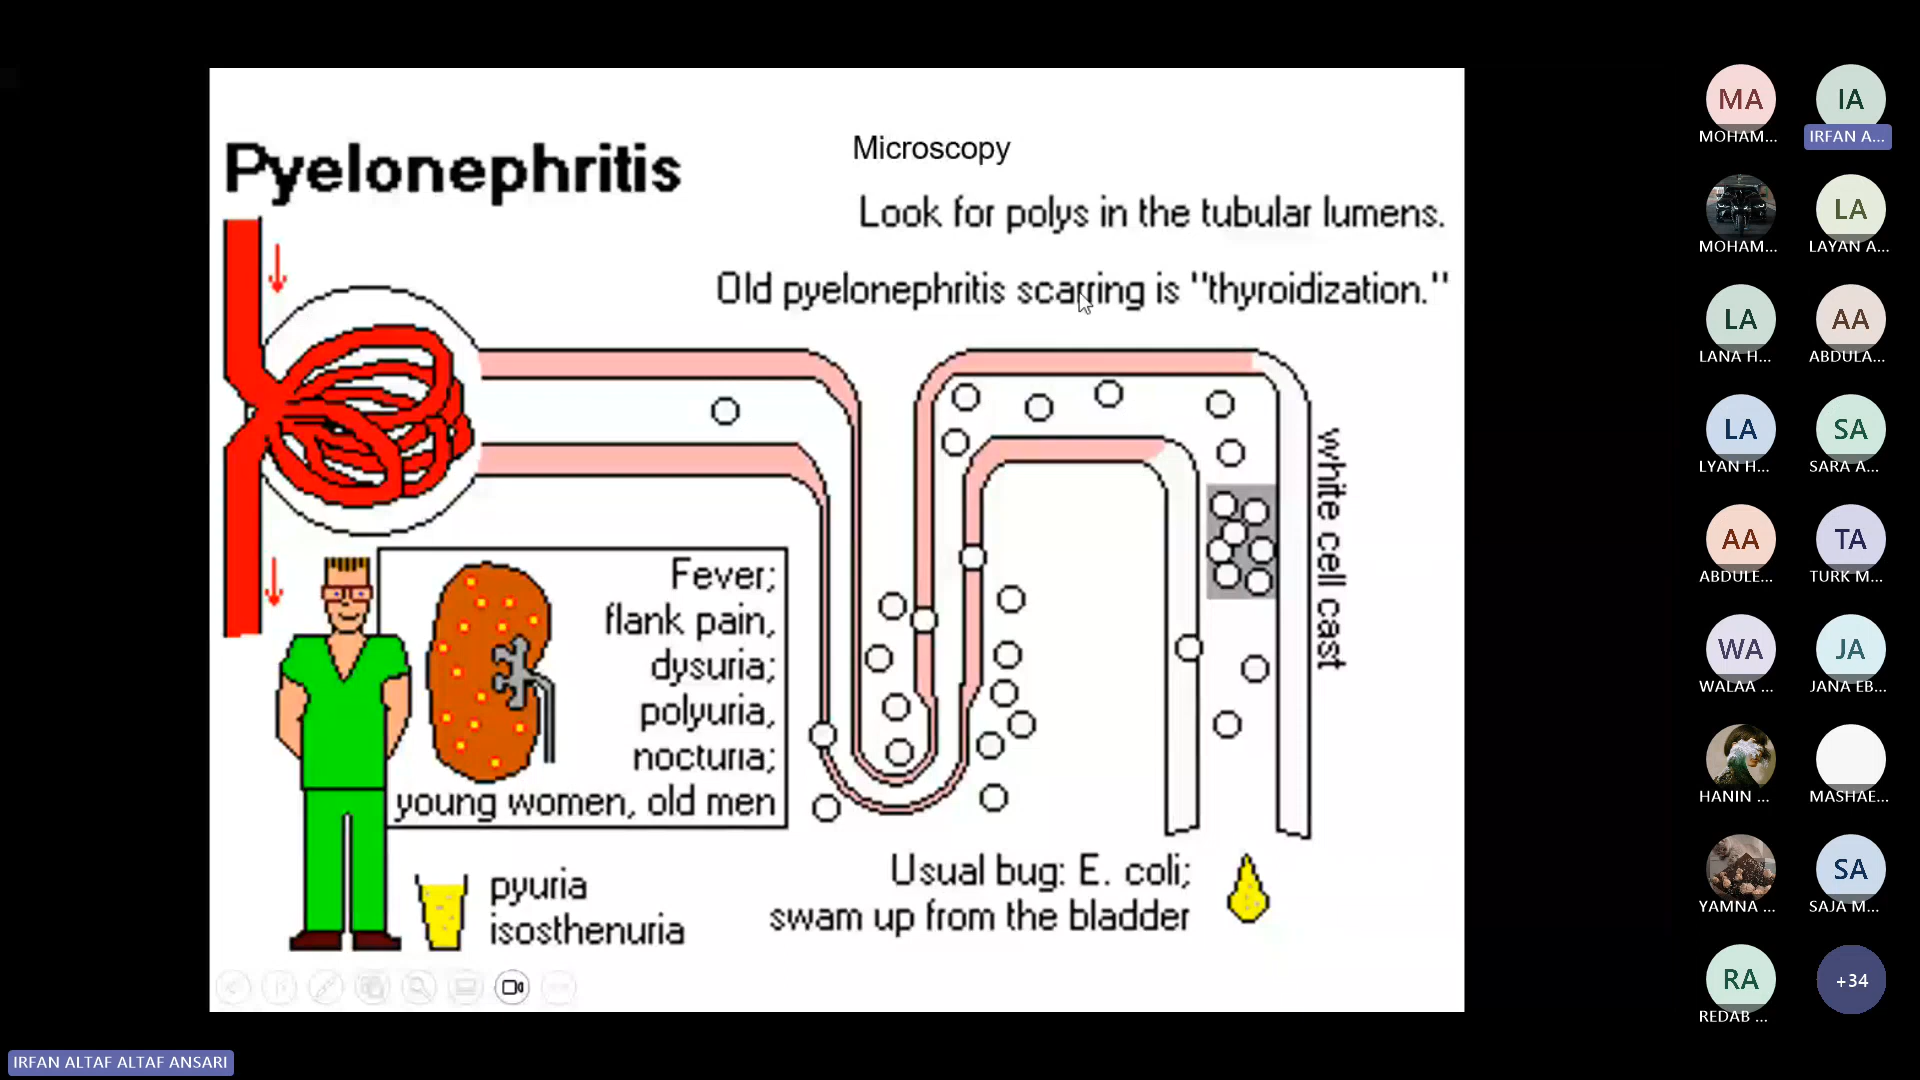 Pyelonephritis
Microscopy
Look for polys in the tubular lumens.
Old pyelonephritis scarring is "thyroidization."
white cell cast
Fever;
flank pain,
dysuria;
polyuria,
nocturia;
young women, old men
pyuria
isosthenuria
Usual bug: E. coli;
swam up from the bladder
MA
MOHAM...
IA
IRFAN A...
MOHAM...
LA
LAYAN A...
LA
LANA H...
AA
ABDULA...
LA
LYAN H...
SA
SARA A...
AA
ABDULE...
TA
TURK M...
WA
WALAA ...
JA
JANA EB...
HANIN ...
MASHAE...
YAMNA ...
SA
SAJA M...
RA
REDAB ...
+34
IRFAN ALTAF ALTAF ANSARI